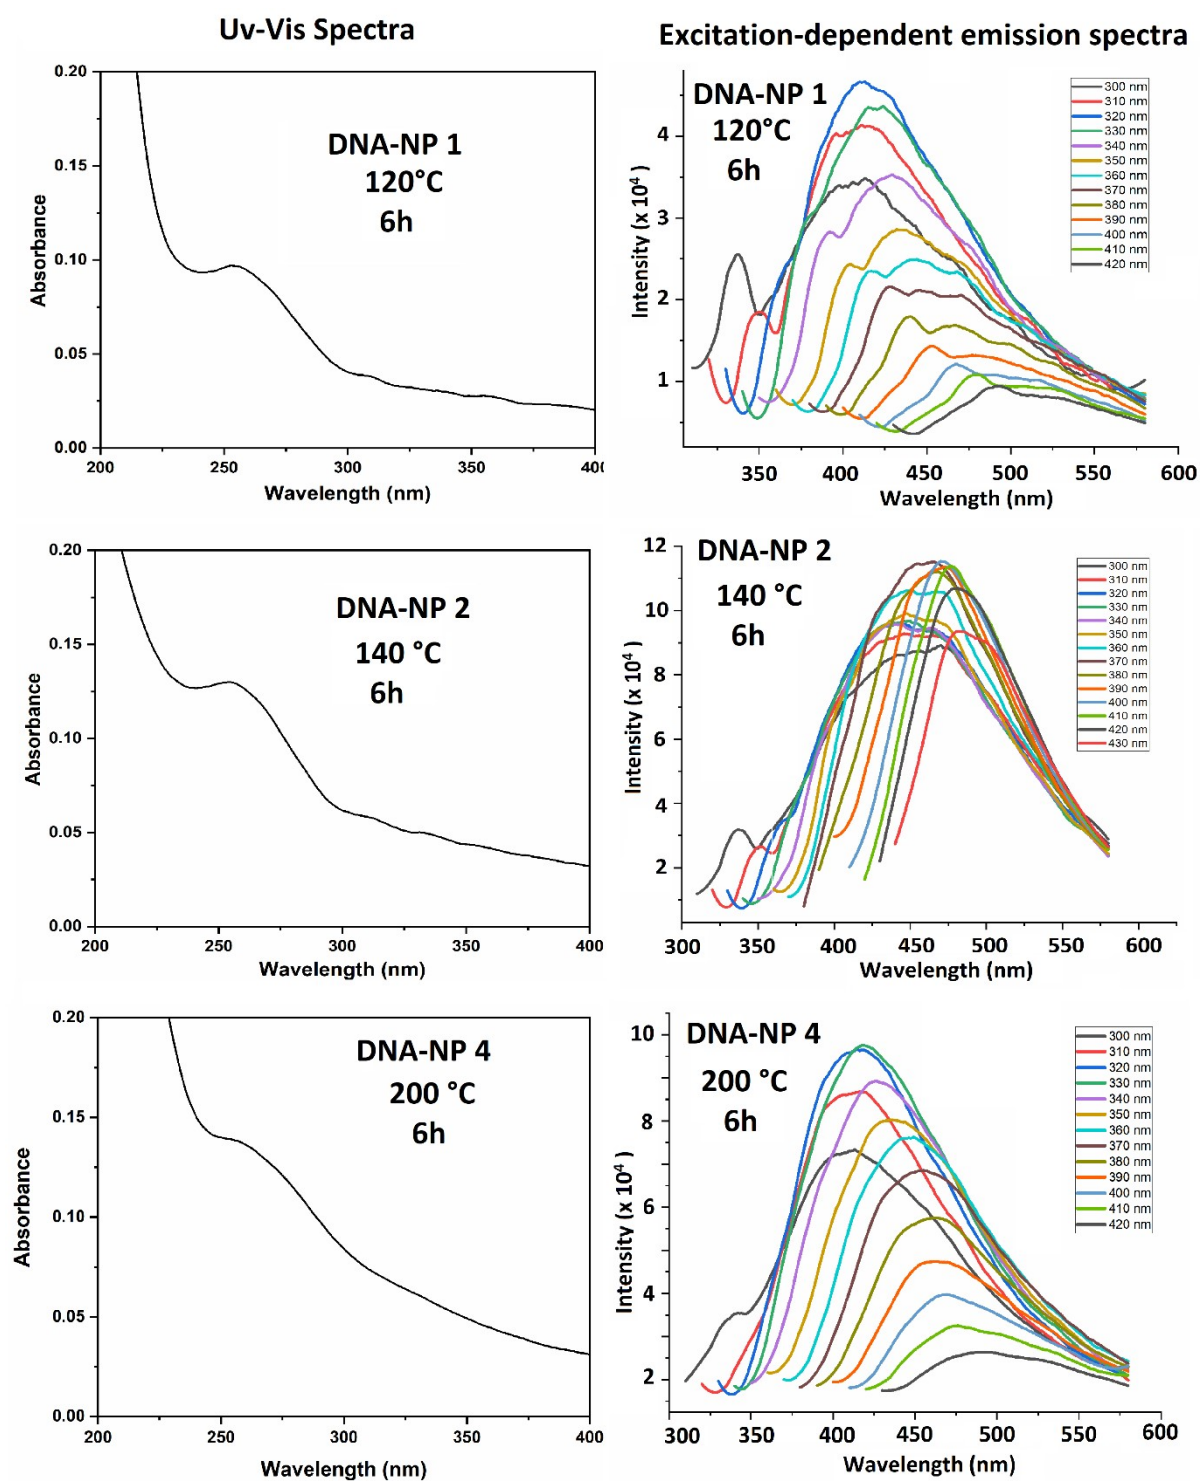 Uv-Vis Spectra
Excitation-dependent emission spectra
0.20
0.15
0.10
0.05
0.00
Absorbance
DNA-NP 1
120°C
6h
200
250
300
350
400
Wavelength (nm)
4
3
2
1
Intensity (x 10⁴)
DNA-NP 1
120°C
6h
300 nm
310 nm
320 nm
330 nm
340 nm
350 nm
360 nm
370 nm
380 nm
390 nm
400 nm
410 nm
420 nm
350
400
450
500
550
600
Wavelength (nm)
0.20
0.15
0.10
0.05
0.00
Absorbance
DNA-NP 2
140 °C
6h
200
250
300
350
400
Wavelength (nm)
12
10
8
6
4
2
Intensity (x 10⁴)
DNA-NP 2
140 °C
6h
300 nm
310 nm
320 nm
330 nm
340 nm
350 nm
360 nm
370 nm
380 nm
390 nm
400 nm
410 nm
420 nm
430 nm
300
350
400
450
500
550
600
Wavelength (nm)
0.20
0.15
0.10
0.05
0.00
Absorbance
DNA-NP 4
200 °C
6h
200
250
300
350
400
Wavelength (nm)
10
8
6
4
2
Intensity (x 10⁴)
DNA-NP 4
200 °C
6h
300 nm
310 nm
320 nm
330 nm
340 nm
350 nm
360 nm
370 nm
380 nm
390 nm
400 nm
410 nm
420 nm
300
350
400
450
500
550
600
Wavelength (nm)